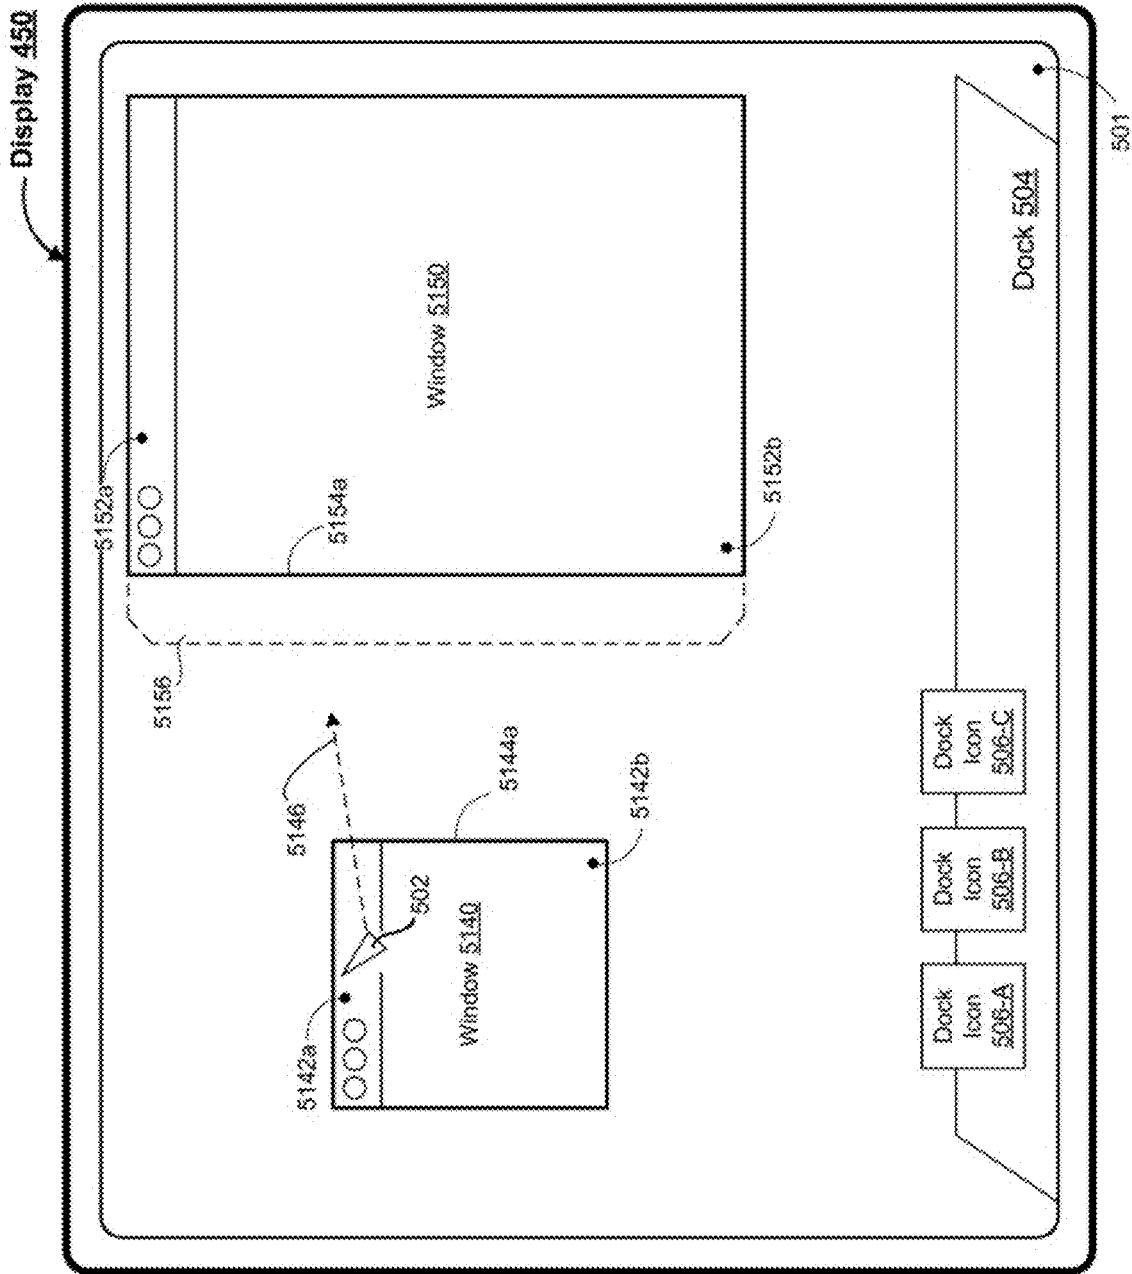 Display 450
5152a
Window 5150
5154a
5152b
5156
5146
5144a
5142a
502
Window 5140
5142b
Dock
Icon
506-A
Dock
Icon
506-B
Dock
Icon
506-C
Dock 504
501